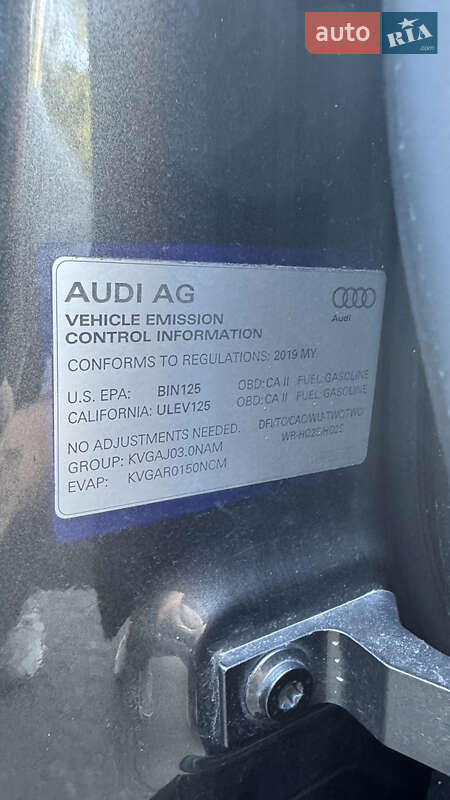 auto RIA .com
AUDI AG
Audi
VEHICLE EMISSION
CONTROL INFORMATION
CONFORMS TO REGULATIONS: 2019 MY
U.S. EPA: BIN125 OBD: CA II FUEL: GASOLINE
CALIFORNIA: ULEV125 OBD: CA II FUEL: GASOLINE
NO ADJUSTMENTS NEEDED. DFI/TC/CAC/WU-TWC/TWC/
WR-HO2S/HO2S
GROUP: KVGAJ03.0NAM
EVAP: KVGAR0150NCM